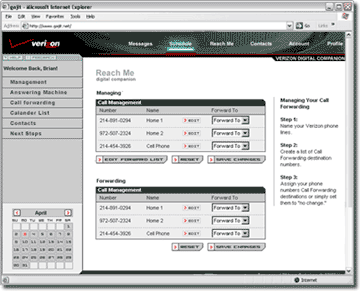 gojit - Microsoft Internet Explorer
File Edit View Favorites Tools Help
Address http://www.gojit.net/
verizon
Messages Schedule Reach Me Contacts Account Profile
HELP SEARCH
VERIZON DIGITAL COMPANION
Welcome Back, Brian!
Management
Answering Machine
Call forwarding
Calander List
Contacts
Next Steps
Reach Me
digital companion
Managing
Call Management
Number Name Forward To
214-891-0294 Home 1 EDIT Forward To
972-507-2324 Home 2 EDIT Forward To
214-454-3926 Cell Phone EDIT Forward To
EDIT FORWARD LIST RESET SAVE CHANGES
Forwarding
Call Management
Number Name Forward To
214-891-0294 Home 1 EDIT Forward To
972-507-2324 Home 2 EDIT Forward To
214-454-3926 Cell Phone EDIT Forward To
RESET SAVE CHANGES
Managing Your Call
Forwarding
Step 1:
Name your Verizon
phone lines.
Step 2:
Create a list of Call
Forwarding destination
numbers.
Step 3:
Assign your phone
numbers Call Forwarding
destinations or simply set
them to "no change."
April
Internet